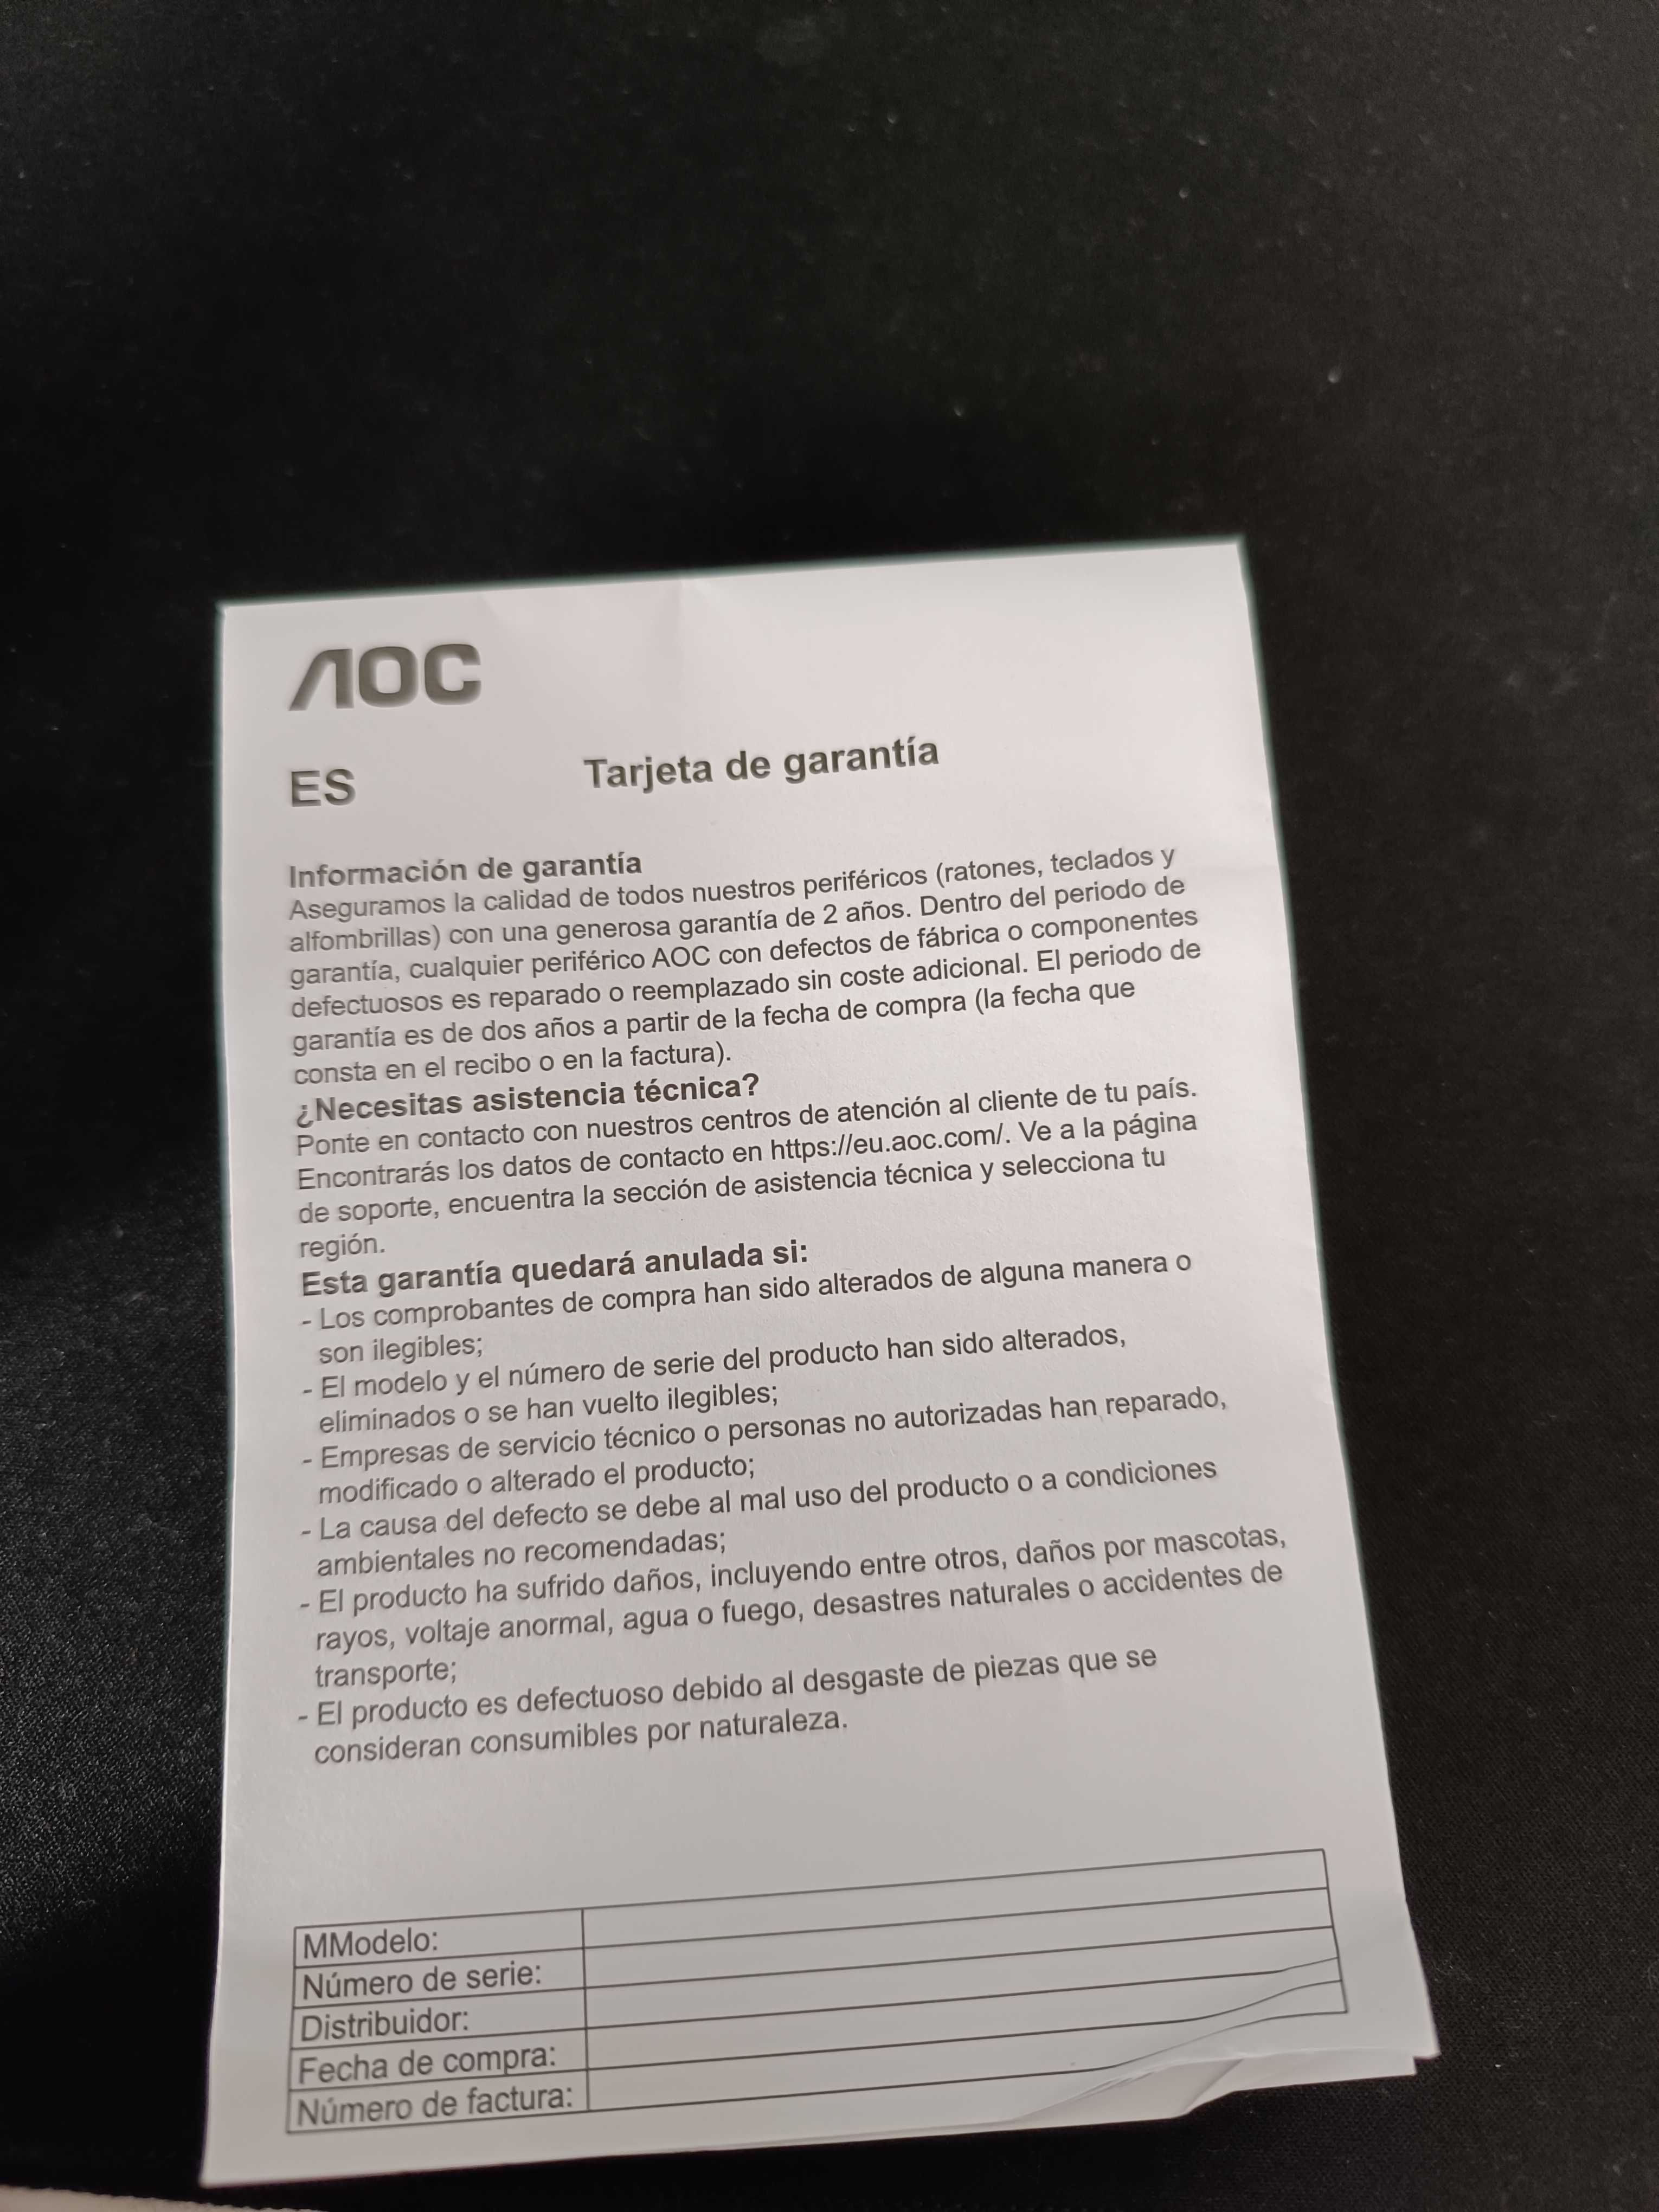 AOC
ES
Tarjeta de garantía
Información de garantía
Aseguramos la calidad de todos nuestros periféricos (ratones, teclados y
alfombrillas) con una generosa garantía de 2 años. Dentro del periodo de
garantía, cualquier periférico AOC con defectos de fábrica o componentes
defectuosos es reparado o reemplazado sin coste adicional. El periodo de
garantía es de dos años a partir de la fecha de compra (la fecha que
consta en el recibo o en la factura).
¿Necesitas asistencia técnica?
Ponte en contacto con nuestros centros de atención al cliente de tu país.
Encontrarás los datos de contacto en https://eu.aoc.com/. Ve a la página
de soporte, encuentra la sección de asistencia técnica y selecciona tu
región.
Esta garantía quedará anulada si:
- Los comprobantes de compra han sido alterados de alguna manera o
son ilegibles;
- El modelo y el número de serie del producto han sido alterados,
eliminados o se han vuelto ilegibles;
- Empresas de servicio técnico o personas no autorizadas han reparado,
modificado o alterado el producto;
- La causa del defecto se debe al mal uso del producto o a condiciones
ambientales no recomendadas;
- El producto ha sufrido daños, incluyendo entre otros, daños por mascotas,
rayos, voltaje anormal, agua o fuego, desastres naturales o accidentes de
transporte;
- El producto es defectuoso debido al desgaste de piezas que se
consideran consumibles por naturaleza.
MModelo:
Número de serie:
Distribuidor:
Fecha de compra:
Número de factura: